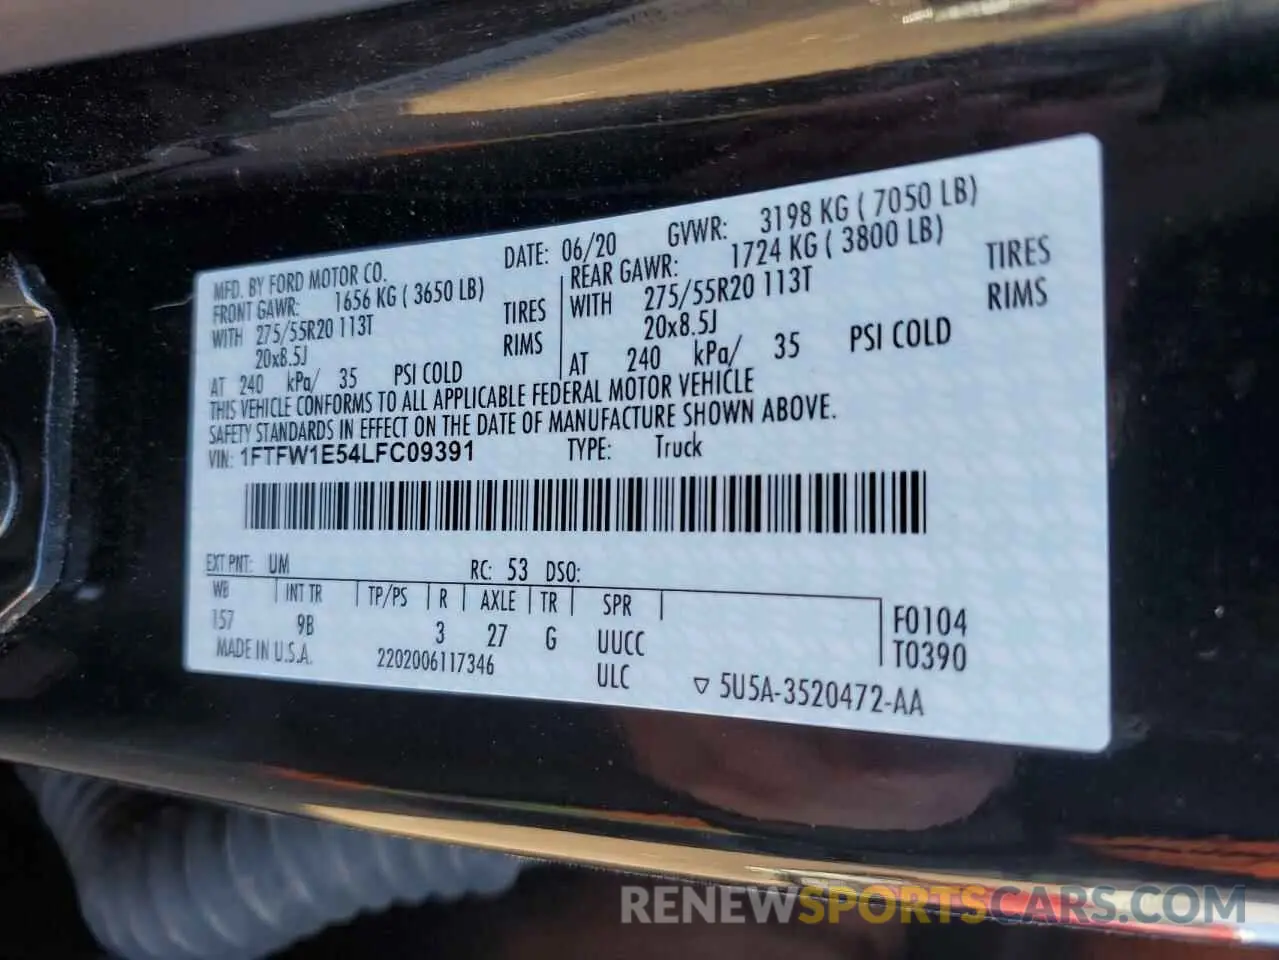 MFD. BY FORD MOTOR CO. DATE: 06/20 GVWR: 3198 KG ( 7050 LB)
FRONT GAWR: 1656 KG ( 3650 LB) REAR GAWR: 1724 KG ( 3800 LB)
WITH 275/55R20 113T TIRES WITH 275/55R20 113T TIRES
20x8.5J RIMS 20x8.5J RIMS
AT 240 kPa/ 35 PSI COLD AT 240 kPa/ 35 PSI COLD
THIS VEHICLE CONFORMS TO ALL APPLICABLE FEDERAL MOTOR VEHICLE
SAFETY STANDARDS IN EFFECT ON THE DATE OF MANUFACTURE SHOWN ABOVE.
VIN: 1FTFW1E54LFC09391 TYPE: Truck
EXT PNT: UM RC: 53 DSO:
WB INT TR TP/PS R AXLE TR SPR
157 9B 3 27 G UUCC F0104
MADE IN U.S.A. 2202006117346 ULC T0390
▽ 5U5A-3520472-AA
RENEWSPORTSCARS.COM